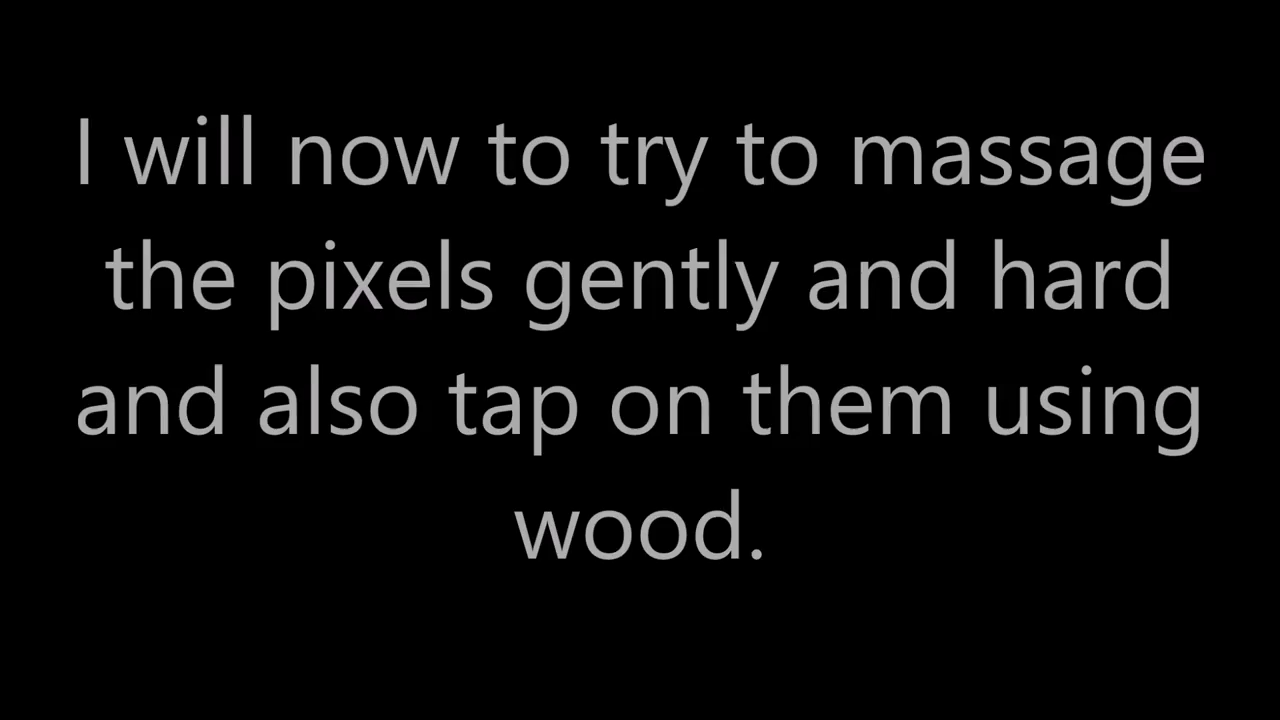 I will now to try to massage
the pixels gently and hard
and also tap on them using
wood.